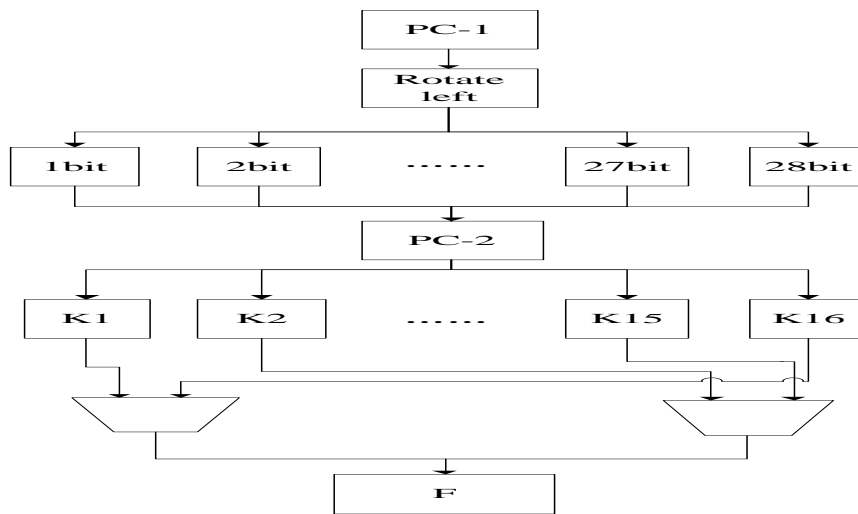 PC-1
Rotate
left
1bit
2bit
······
27bit
28bit
PC-2
K1
K2
······
K15
K16
F